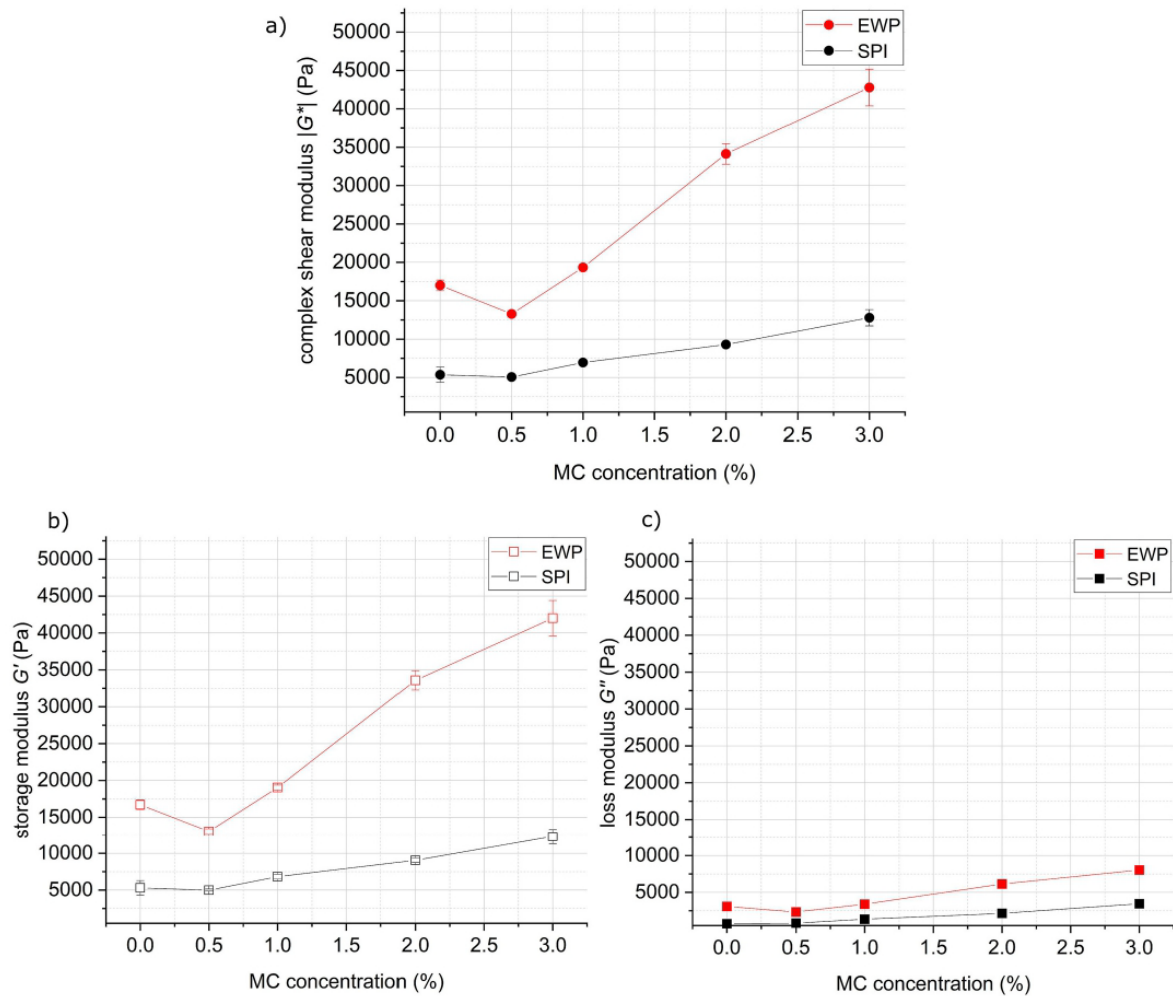 a)
complex shear modulus |G*| (Pa)
50000
45000
40000
35000
30000
25000
20000
15000
10000
5000
EWP
SPI
0.0 0.5 1.0 1.5 2.0 2.5 3.0
MC concentration (%)
b)
storage modulus G' (Pa)
50000
45000
40000
35000
30000
25000
20000
15000
10000
5000
EWP
SPI
0.0 0.5 1.0 1.5 2.0 2.5 3.0
MC concentration (%)
c)
loss modulus G" (Pa)
50000
45000
40000
35000
30000
25000
20000
15000
10000
5000
EWP
SPI
0.0 0.5 1.0 1.5 2.0 2.5 3.0
MC concentration (%)